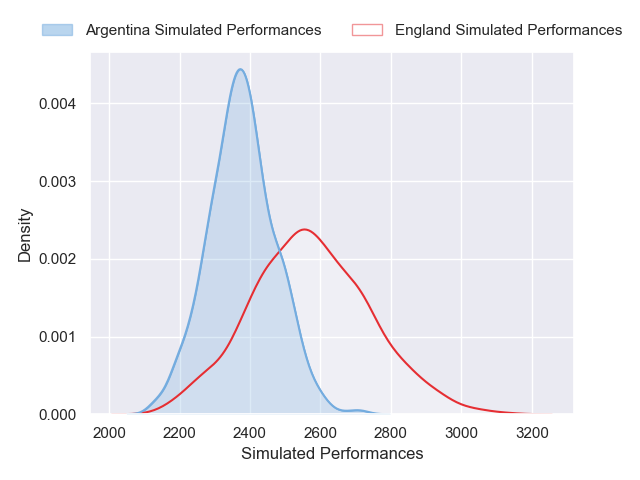 Argentina Simulated Performances England Simulated Performances
0.004
0.003
0.002
0.001
0.000
Density
2000 2200 2400 2600 2800 3000 3200
Simulated Performances